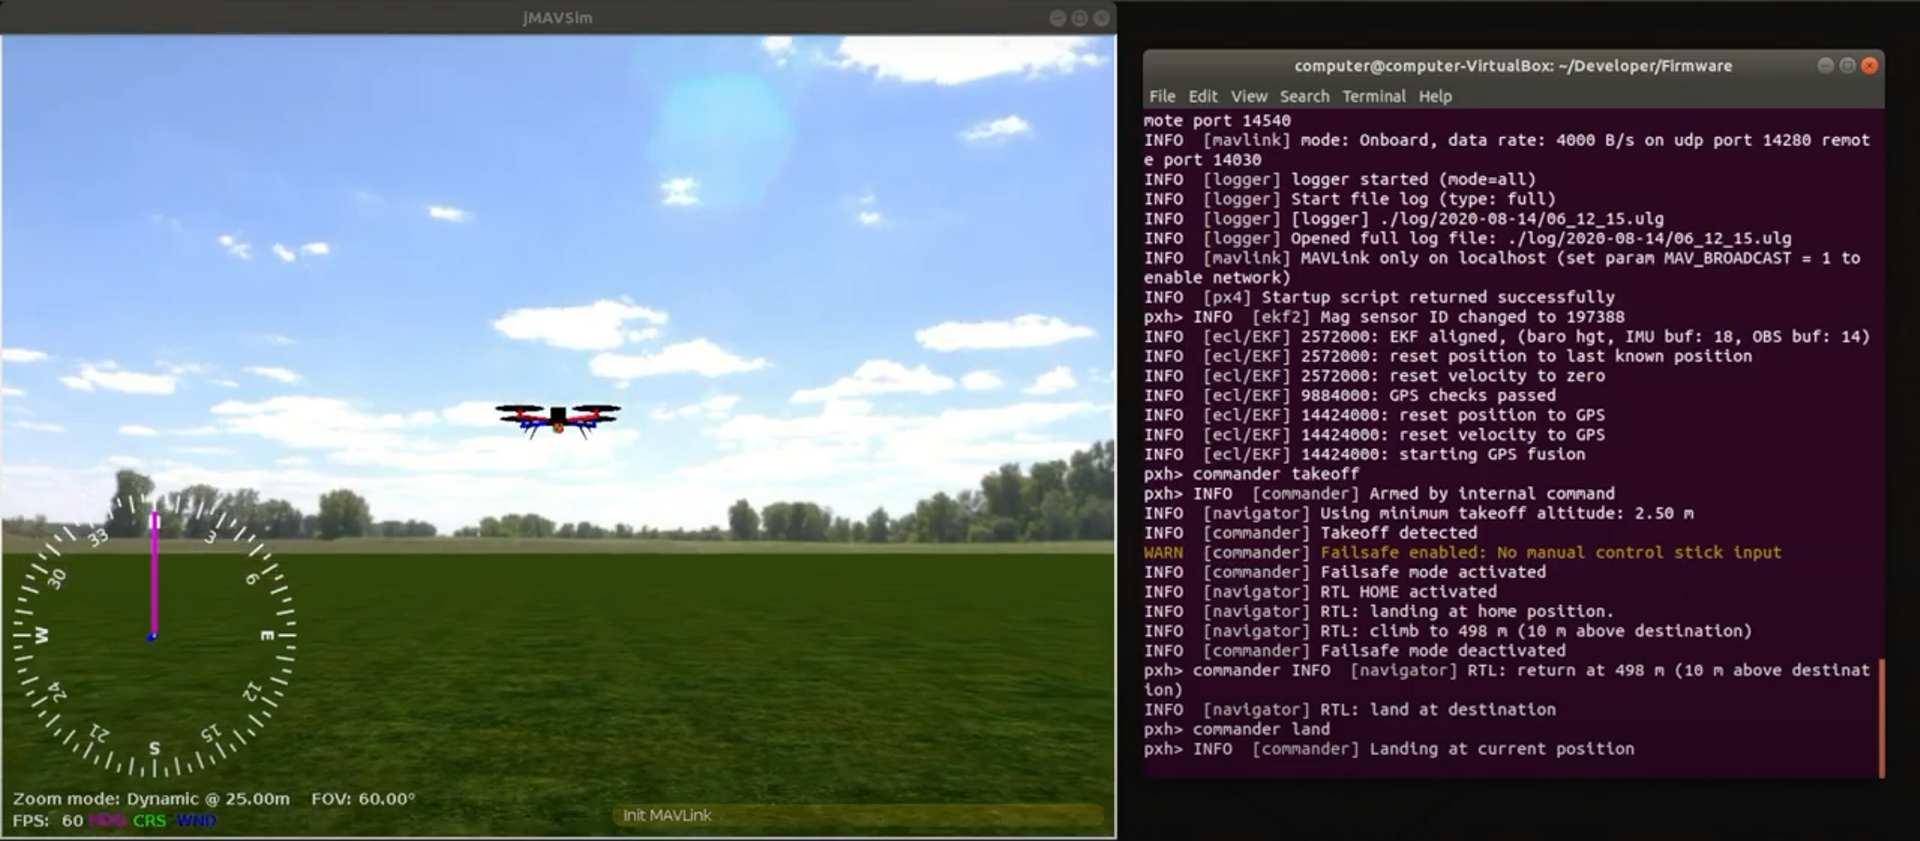 jMAVSim
33
3
30
6
W
E
24
12
21
15
S
Zoom mode: Dynamic @ 25.00m FOV: 60.00°
FPS: 60 HDG CRS WND
Init MAVLink
computer@computer-VirtualBox: ~/Developer/Firmware
File Edit View Search Terminal Help
mote port 14540
INFO [mavlink] mode: Onboard, data rate: 4000 B/s on udp port 14280 remot
e port 14030
INFO [logger] logger started (mode=all)
INFO [logger] Start file log (type: full)
INFO [logger] [logger] ./log/2020-08-14/06_12_15.ulg
INFO [logger] Opened full log file: ./log/2020-08-14/06_12_15.ulg
INFO [mavlink] MAVLink only on localhost (set param MAV_BROADCAST = 1 to
enable network)
INFO [px4] Startup script returned successfully
pxh> INFO [ekf2] Mag sensor ID changed to 197388
INFO [ecl/EKF] 2572000: EKF aligned, (baro hgt, IMU buf: 18, OBS buf: 14)
INFO [ecl/EKF] 2572000: reset position to last known position
INFO [ecl/EKF] 2572000: reset velocity to zero
INFO [ecl/EKF] 9884000: GPS checks passed
INFO [ecl/EKF] 14424000: reset position to GPS
INFO [ecl/EKF] 14424000: reset velocity to GPS
INFO [ecl/EKF] 14424000: starting GPS fusion
pxh> commander takeoff
pxh> INFO [commander] Armed by internal command
INFO [navigator] Using minimum takeoff altitude: 2.50 m
INFO [commander] Takeoff detected
WARN [commander] Failsafe enabled: No manual control stick input
INFO [commander] Failsafe mode activated
INFO [navigator] RTL HOME activated
INFO [navigator] RTL: landing at home position.
INFO [navigator] RTL: climb to 498 m (10 m above destination)
INFO [commander] Failsafe mode deactivated
pxh> commander INFO [navigator] RTL: return at 498 m (10 m above destinat
ion)
INFO [navigator] RTL: land at destination
pxh> commander land
pxh> INFO [commander] Landing at current position